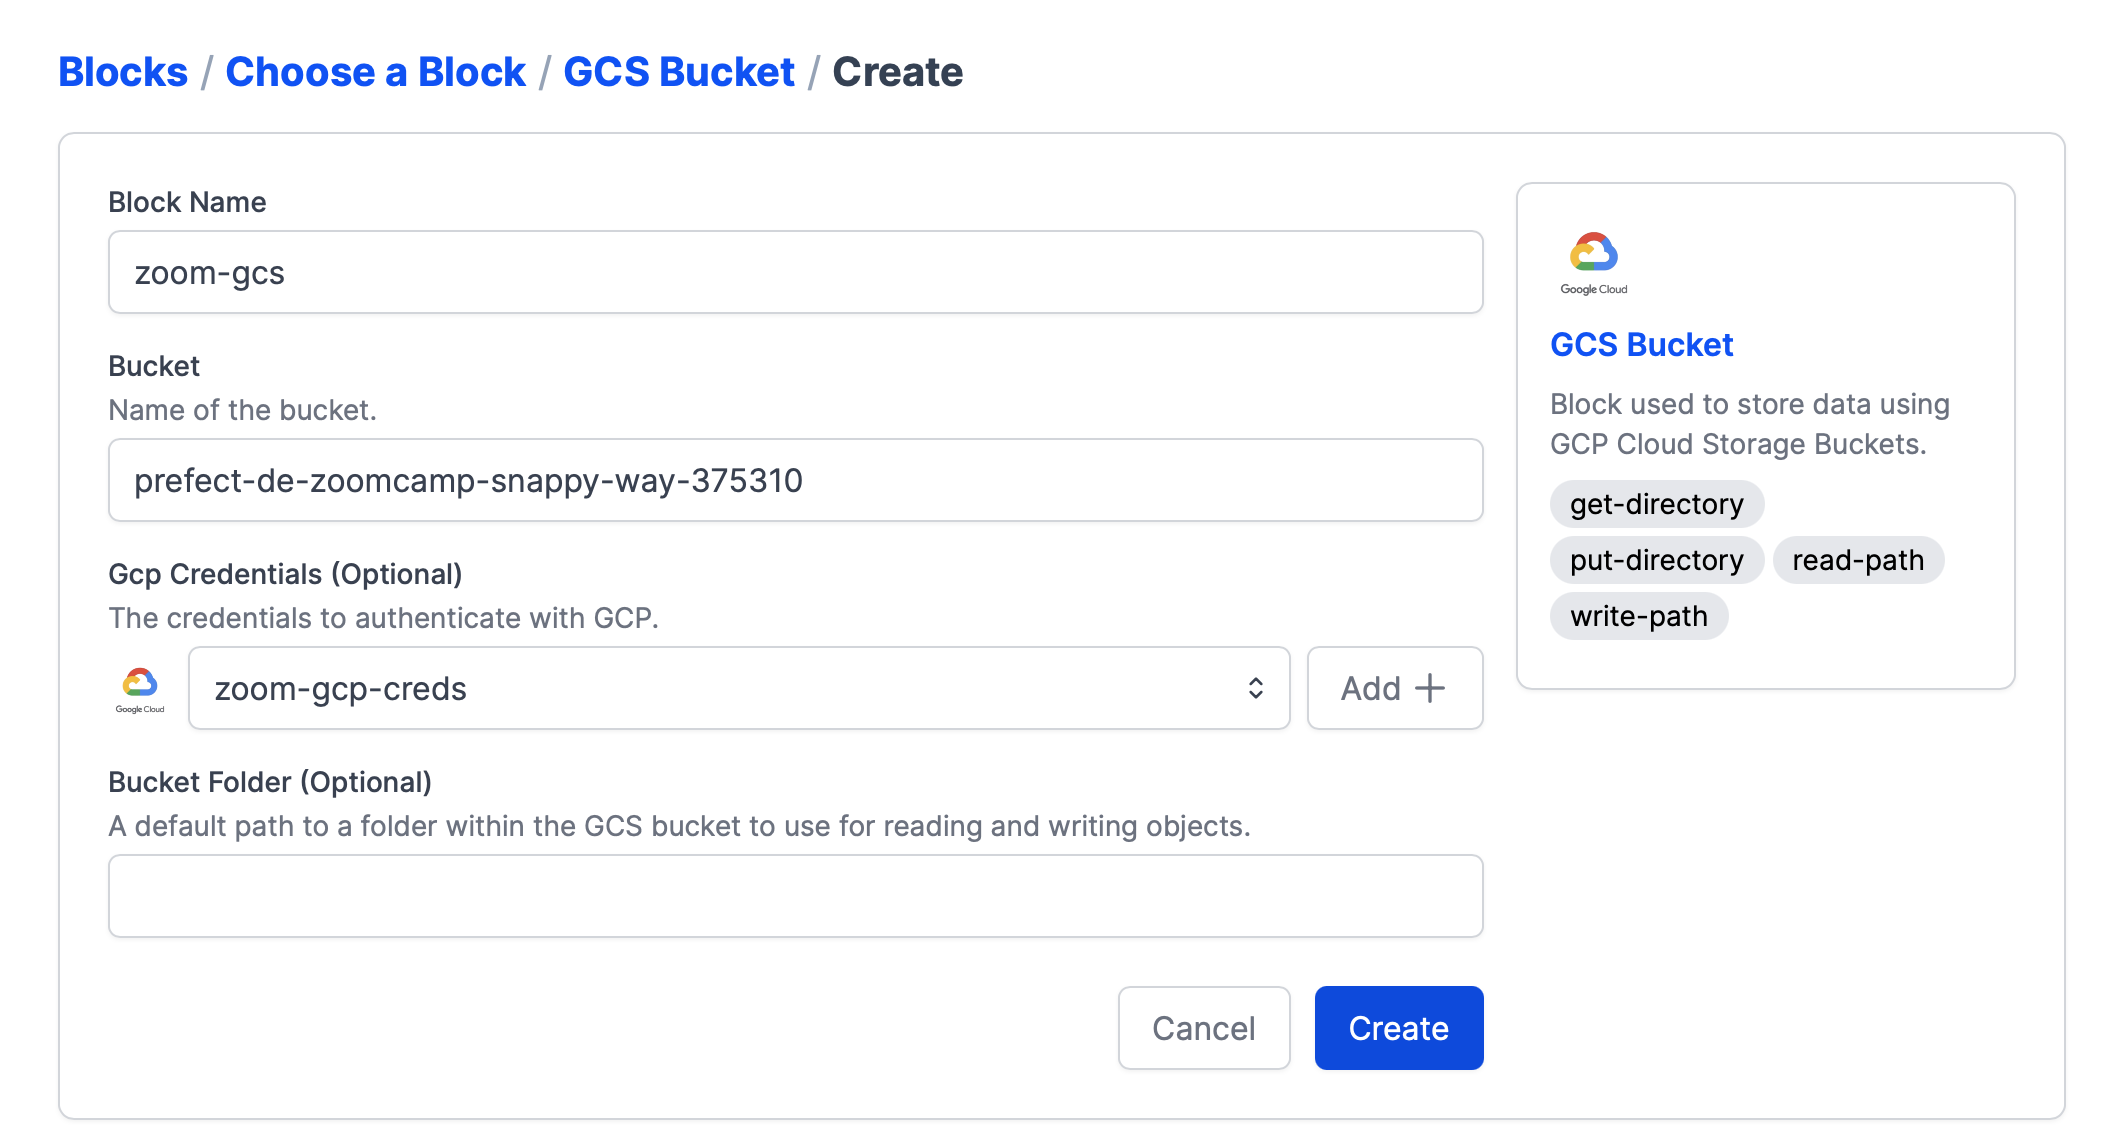 Blocks / Choose a Block / GCS Bucket / Create
Block Name
zoom-gcs
Bucket
Name of the bucket.
prefect-de-zoomcamp-snappy-way-375310
Gcp Credentials (Optional)
The credentials to authenticate with GCP.
Google Cloud
zoom-gcp-creds
Add +
Bucket Folder (Optional)
A default path to a folder within the GCS bucket to use for reading and writing objects.
Cancel
Create
Google Cloud
GCS Bucket
Block used to store data using
GCP Cloud Storage Buckets.
get-directory
put-directory read-path
write-path